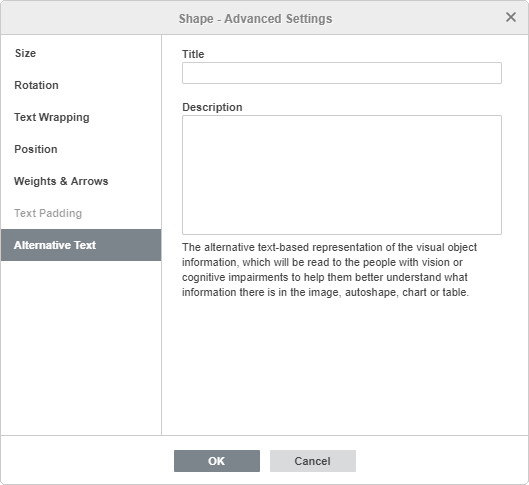 Shape - Advanced Settings
Size
Rotation
Text Wrapping
Position
Weights & Arrows
Text Padding
Alternative Text
Title
Description
The alternative text-based representation of the visual object
information, which will be read to the people with vision or
cognitive impairments to help them better understand what
information there is in the image, autoshape, chart or table.
OK
Cancel